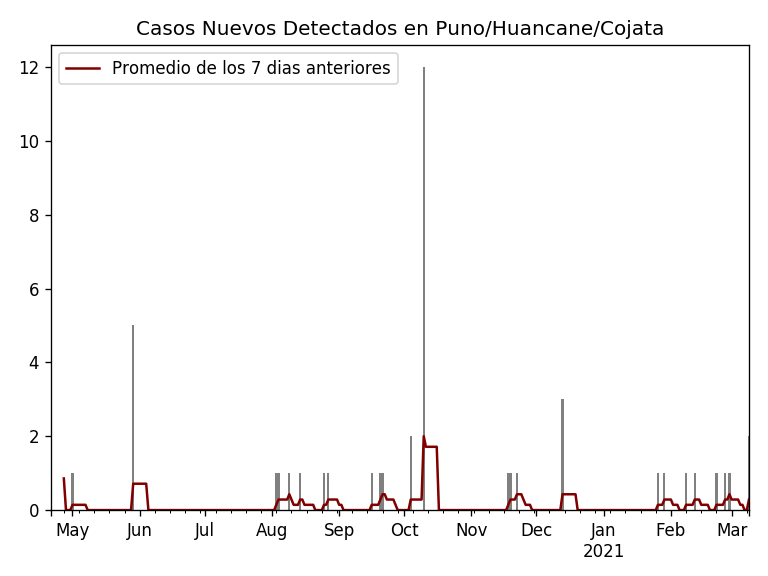 Casos Nuevos Detectados en Puno/Huancane/Cojata
Promedio de los 7 dias anteriores
12
10
8
6
4
2
0
May Jun Jul Aug Sep Oct Nov Dec Jan Feb Mar
2021